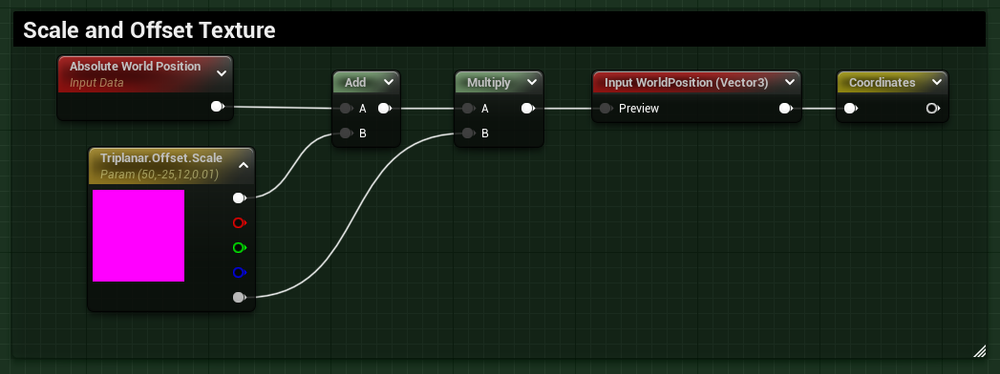 Scale and Offset Texture
Absolute World Position
Input Data
Add
A
B
Multiply
A
B
Input WorldPosition (Vector3)
Preview
Coordinates
Triplanar.Offset.Scale
Param (50,-25,12,0.01)